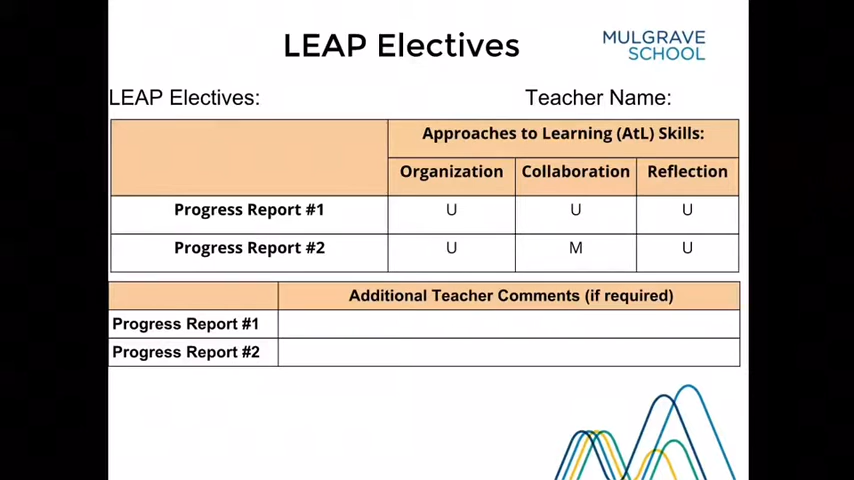 LEAP Electives
MULGRAVE
SCHOOL
LEAP Electives:
Teacher Name:
Approaches to Learning (AtL) Skills:
Organization Collaboration Reflection
Progress Report #1 U U U
Progress Report #2 U M U
Additional Teacher Comments (if required)
Progress Report #1
Progress Report #2